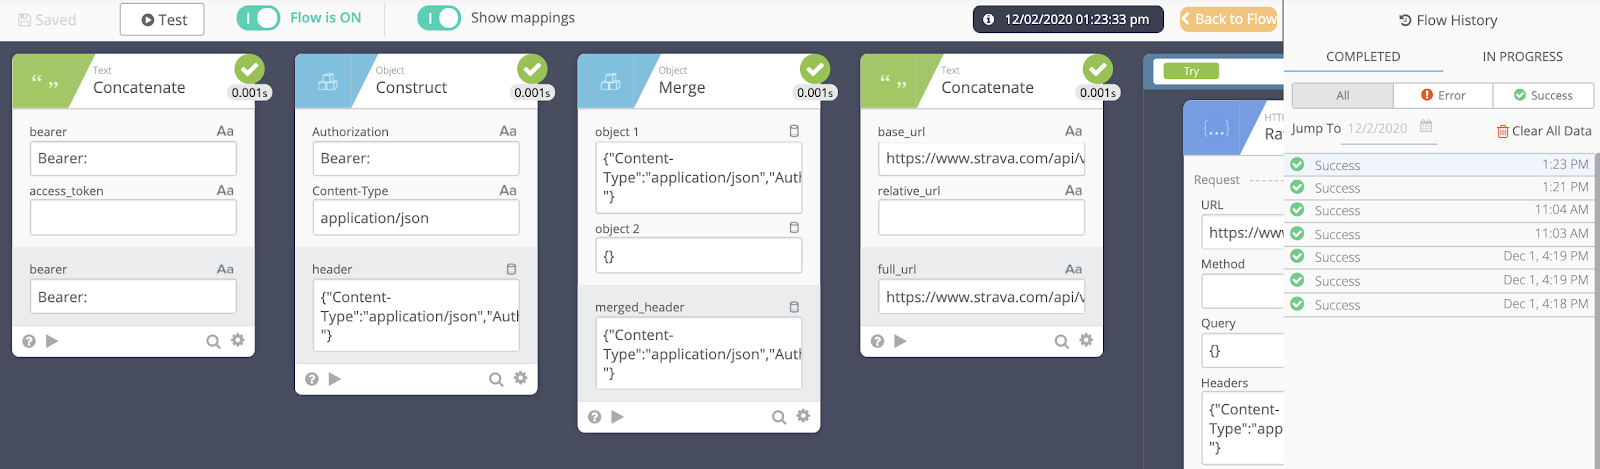 Saved
Test
Flow is ON
Show mappings
12/02/2020 01:23:33 pm
Back to Flow
Text
Concatenate
0.001s
bearer
Aa
Bearer:
access_token
Aa
bearer
Aa
Bearer:
Object
Construct
0.001s
Authorization
Aa
Bearer:
Content-Type
Aa
application/json
header
{"Content-
Type":"application/json","Auth
"}
Object
Merge
0.001s
object 1
{"Content-
Type":"application/json","Auth
"}
object 2
{}
merged_header
{"Content-
Type":"application/json","Auth
"}
Text
Concatenate
0.001s
base_url
Aa
https://www.strava.com/api/v
relative_url
Aa
full_url
Aa
https://www.strava.com/api/v
Try
{...}
HTT
Ra
Request
URL
https://www
Method
Query
{}
Headers
{"Content-
Type":"app
"}
Flow History
COMPLETED
IN PROGRESS
All
Error
Success
Jump To
12/2/2020
Clear All Data
Success 1:23 PM
Success 1:21 PM
Success 11:04 AM
Success 11:03 AM
Success Dec 1, 4:19 PM
Success Dec 1, 4:19 PM
Success Dec 1, 4:18 PM